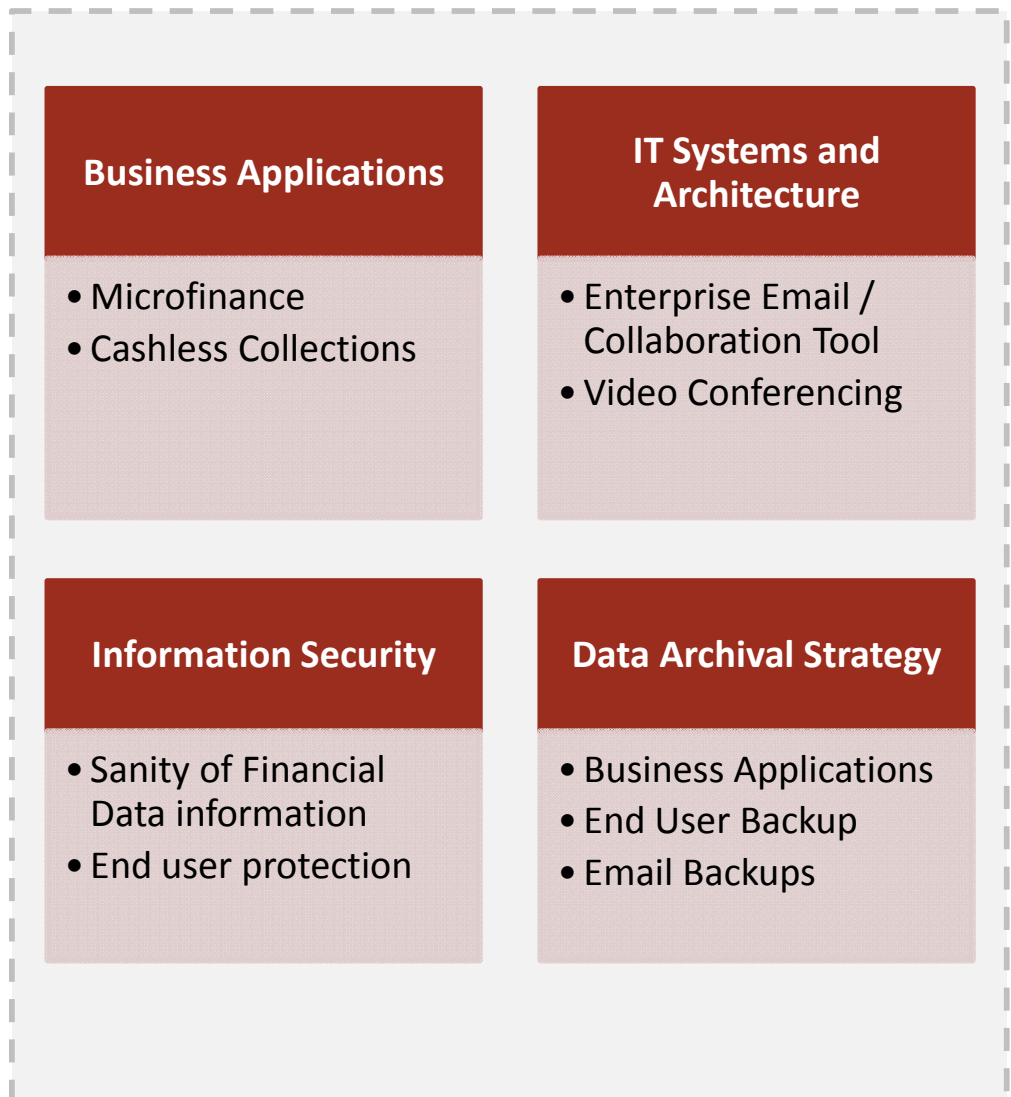 Business Applications
• Microfinance
• Cashless Collections
IT Systems and
Architecture
• Enterprise Email /
Collaboration Tool
• Video Conferencing
Information Security
• Sanity of Financial
Data information
• End user protection
Data Archival Strategy
• Business Applications
• End User Backup
• Email Backups